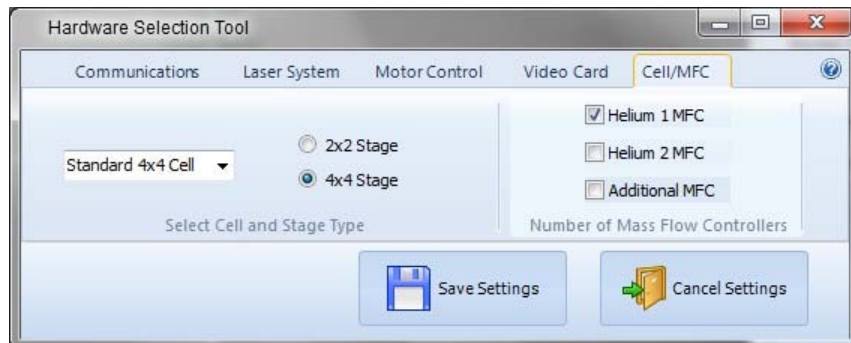 Hardware Selection Tool
Communications Laser System Motor Control Video Card Cell/MFC
Standard 4x4 Cell
2x2 Stage
4x4 Stage
Select Cell and Stage Type
Helium 1 MFC
Helium 2 MFC
Additional MFC
Number of Mass Flow Controllers
Save Settings Cancel Settings